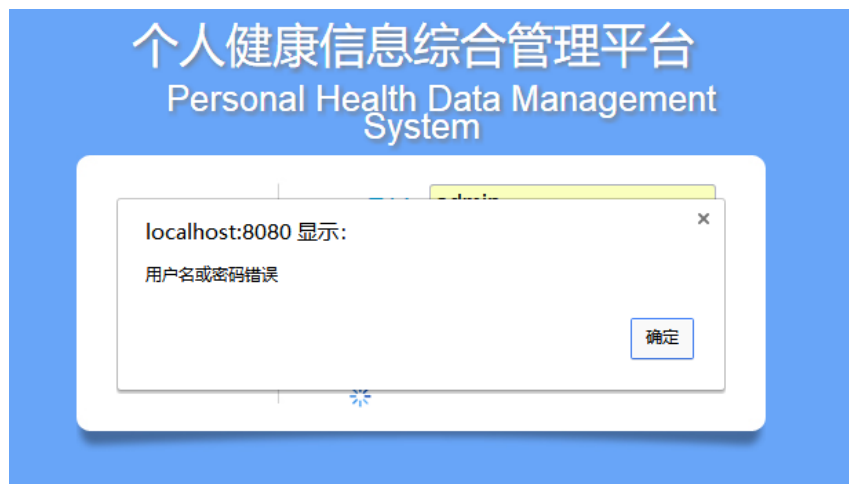 个人健康信息综合管理平台
Personal Health Data Management
System
admin
localhost:8080 显示:
用户名或密码错误
确定